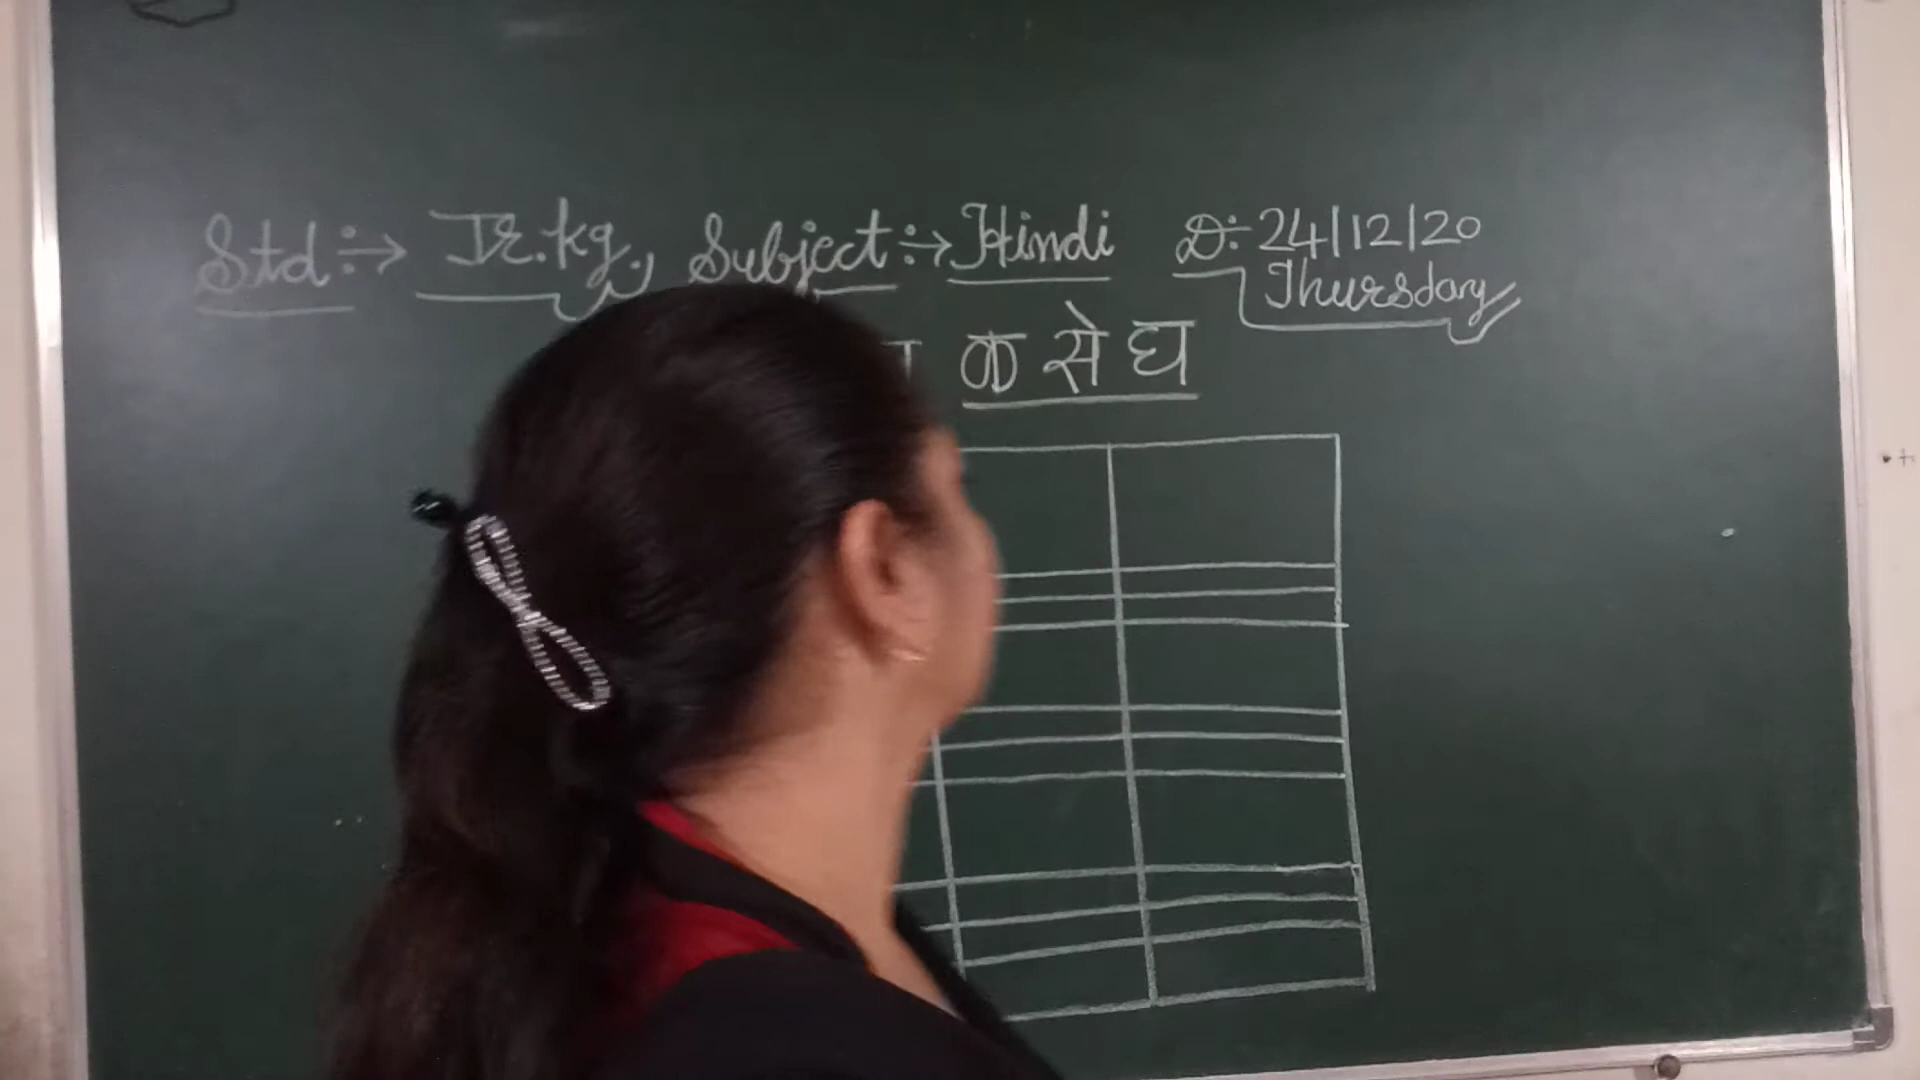 Std :→ Jr.kg., Subject :→ Hindi D:- 24/12/20
Thursday
क से घ